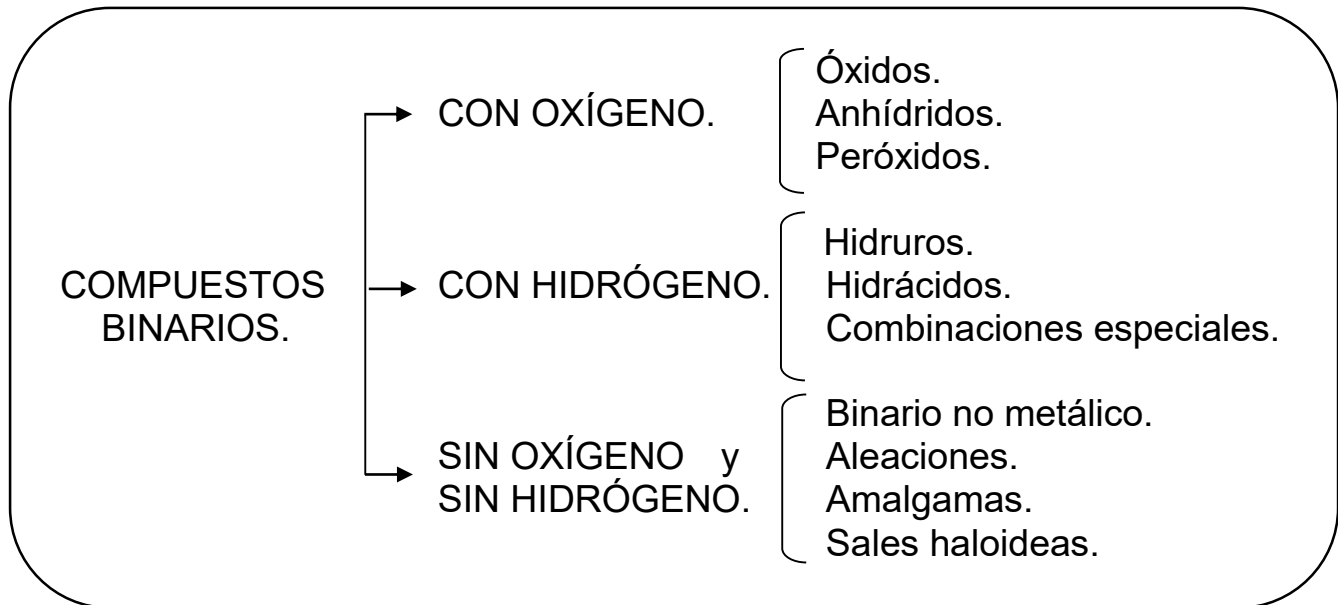 COMPUESTOS
BINARIOS.
CON OXÍGENO.
Óxidos.
Anhídridos.
Peróxidos.
CON HIDRÓGENO.
Hidruros.
Hidrácidos.
Combinaciones especiales.
SIN OXÍGENO y
SIN HIDRÓGENO.
Binario no metálico.
Aleaciones.
Amalgamas.
Sales haloideas.